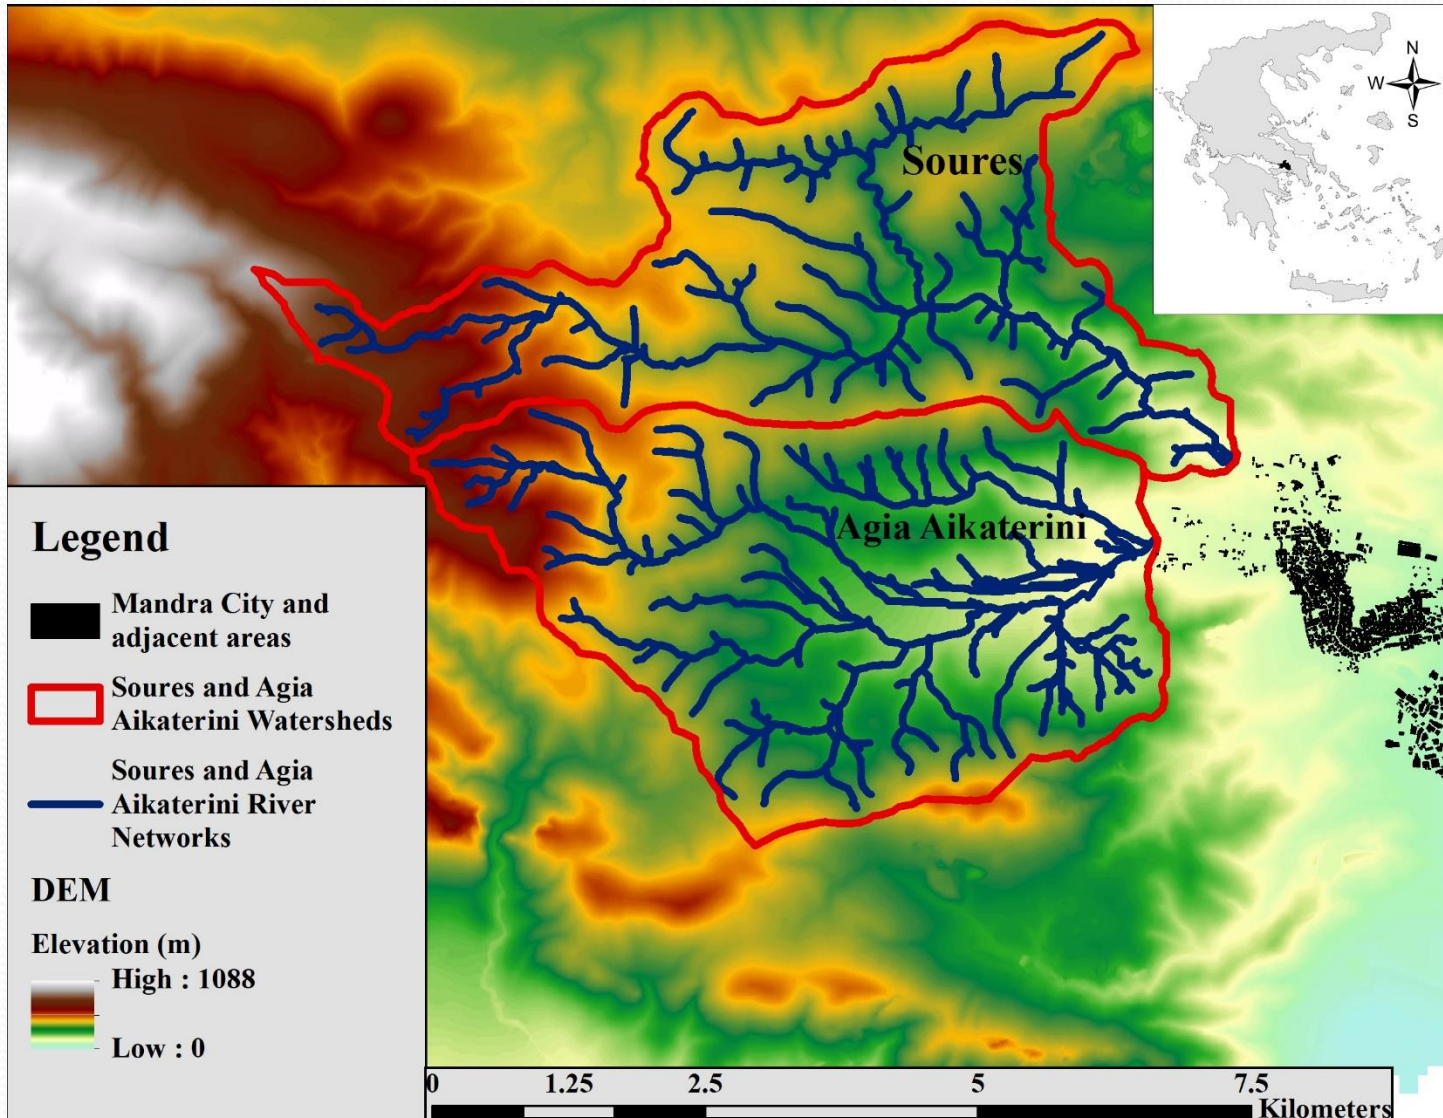 N
W
S
Soures
Agia Aikaterini
Legend
Mandra City and
adjacent areas
Soures and Agia
Aikaterini Watersheds
Soures and Agia
Aikaterini River
Networks
DEM
Elevation (m)
High : 1088
Low : 0
0 1.25 2.5 5 7.5
Kilometers